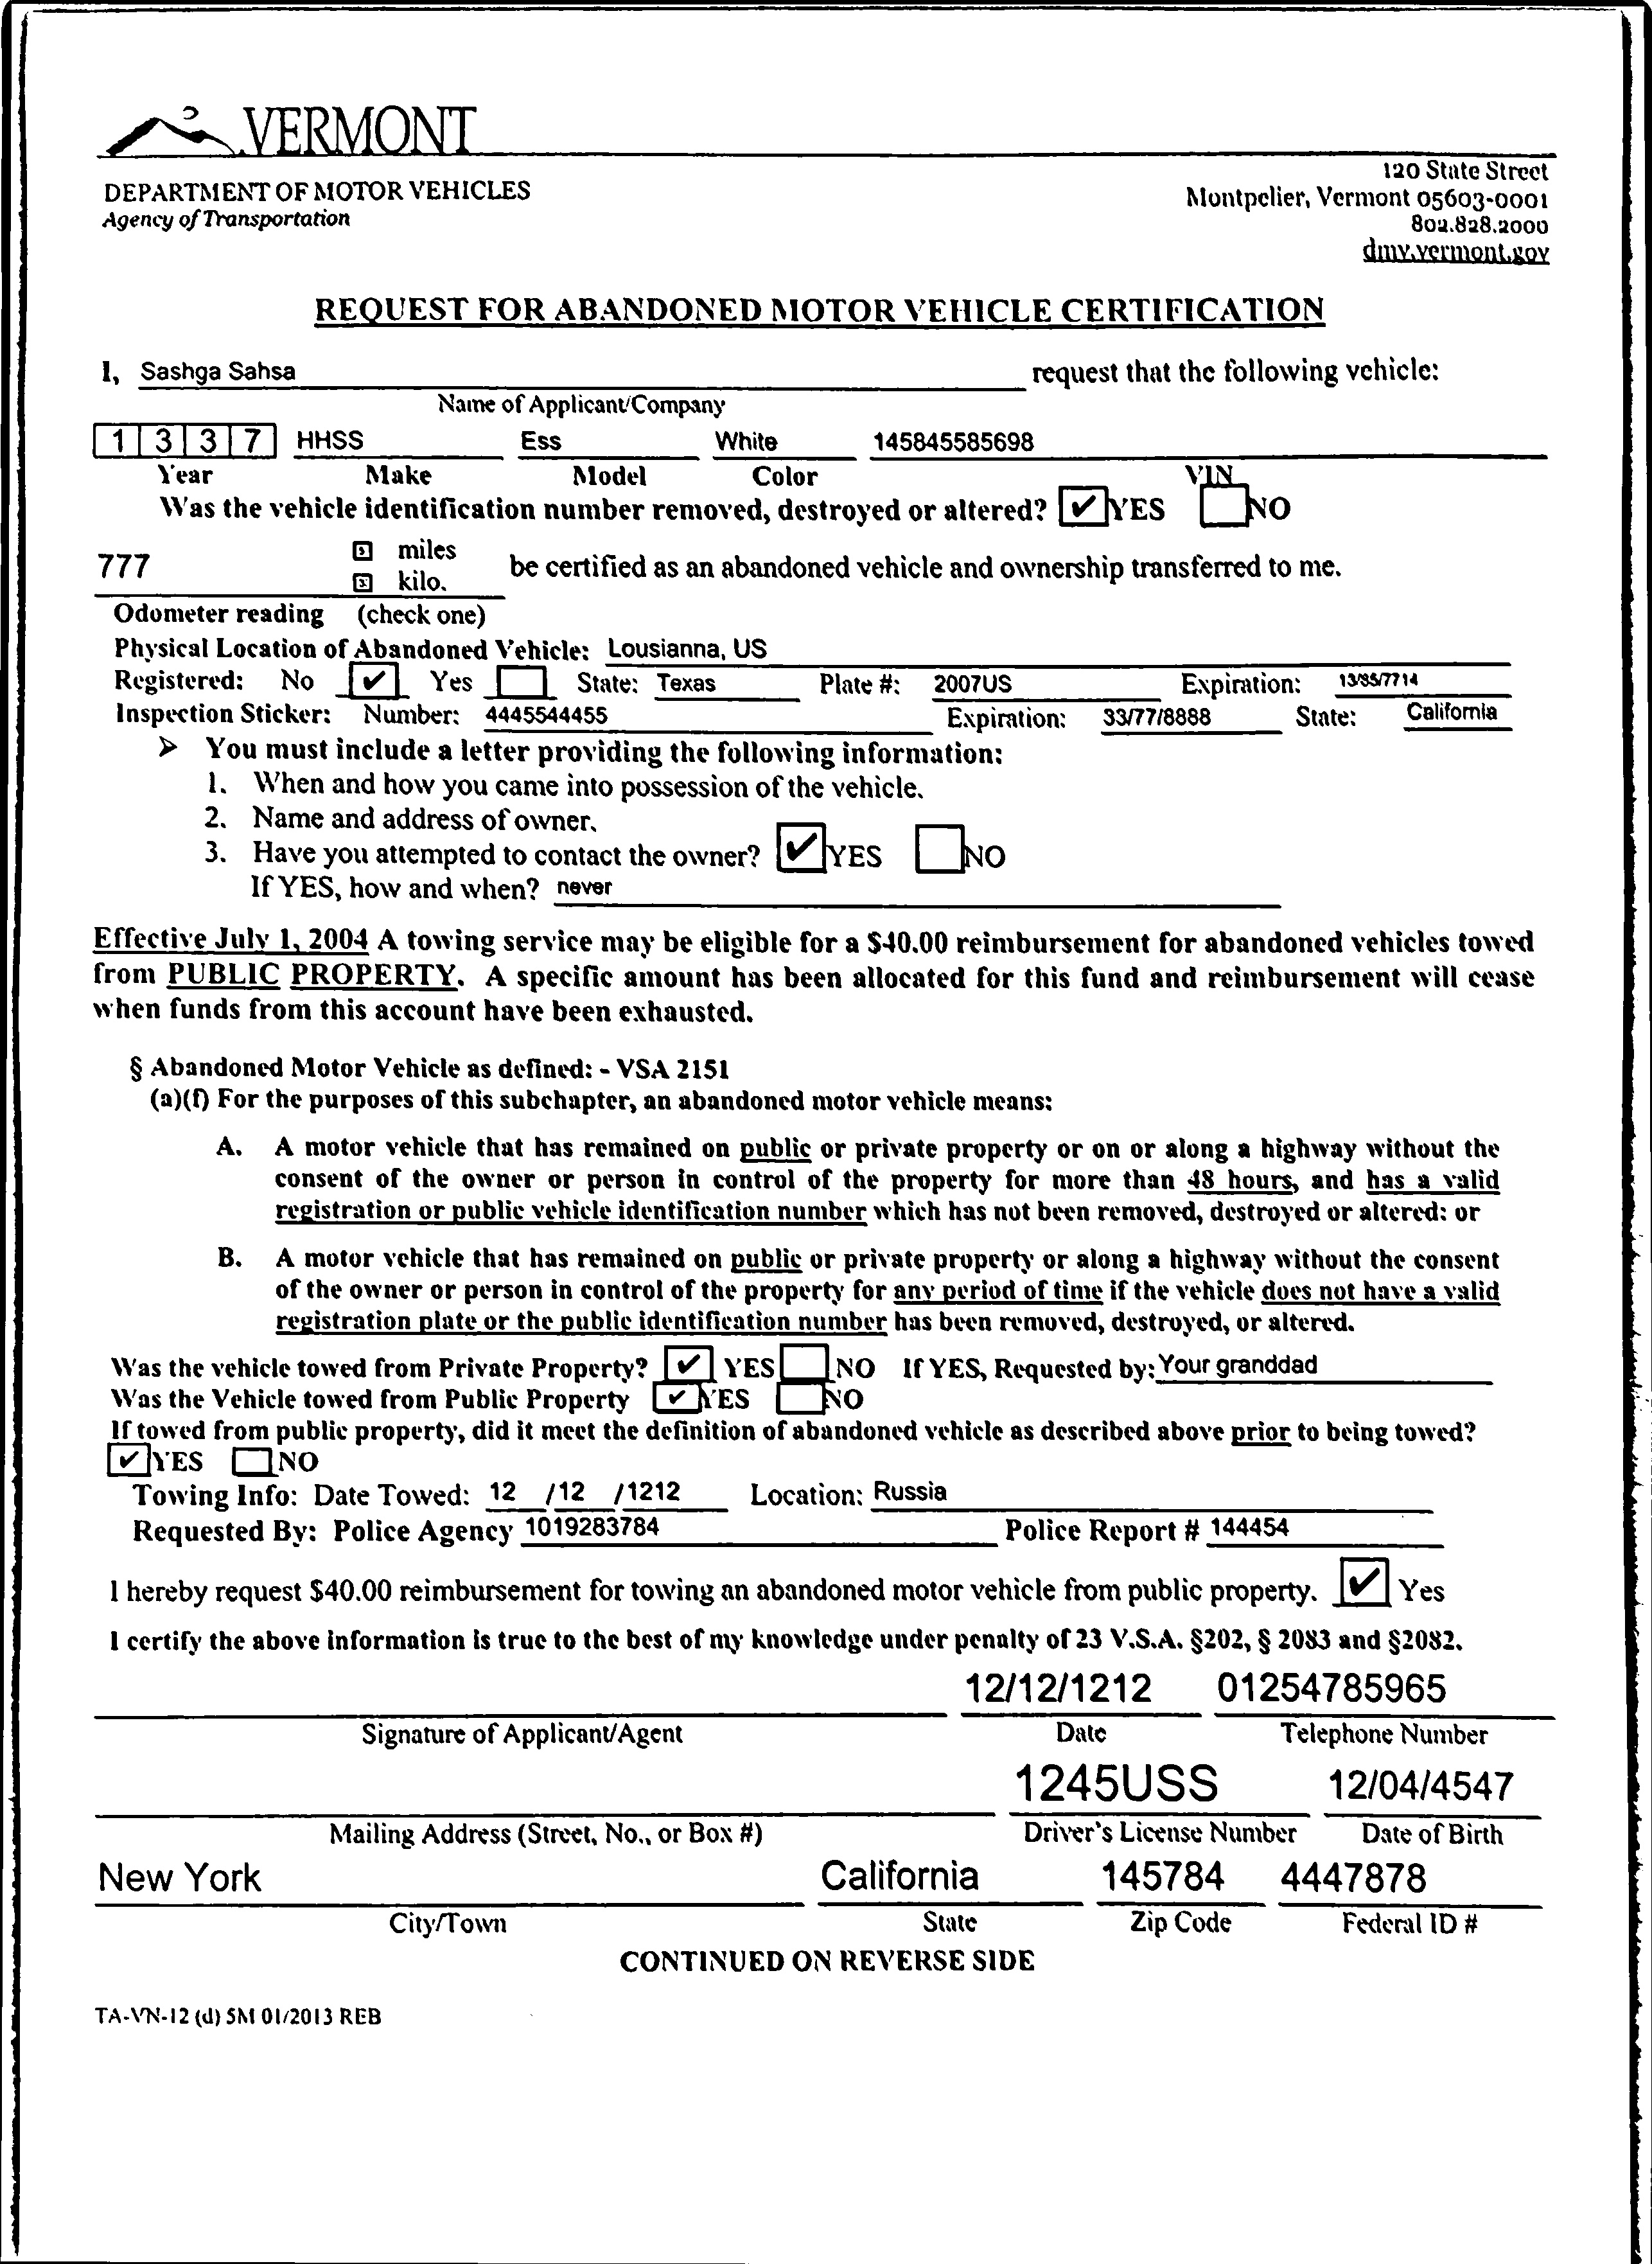 VERMONT
DEPARTMENT OF MOTOR VEHICLES
Agency of Transportation
120 State Street
Montpelier, Vermont 05603-0001
802.828.2000
dmv.vermont.gov
REQUEST FOR ABANDONED MOTOR VEHICLE CERTIFICATION
I, Sashga Sahsa request that the following vehicle:
Name of Applicant/Company
1 3 3 7 HHSS Ess White 145845585698
Year Make Model Color VIN
Was the vehicle identification number removed, destroyed or altered? ✔ YES NO
777 miles
kilo. be certified as an abandoned vehicle and ownership transferred to me.
Odometer reading (check one)
Physical Location of Abandoned Vehicle: Lousianna, US
Registered: No ✔ Yes State: Texas Plate #: 2007US Expiration: 13/85/7714
Inspection Sticker: Number: 4445544455 Expiration: 33/77/8888 State: California
➢ You must include a letter providing the following information:
1. When and how you came into possession of the vehicle.
2. Name and address of owner.
3. Have you attempted to contact the owner? ✔ YES NO
If YES, how and when? never
Effective July 1, 2004 A towing service may be eligible for a $40.00 reimbursement for abandoned vehicles towed
from PUBLIC PROPERTY. A specific amount has been allocated for this fund and reimbursement will cease
when funds from this account have been exhausted.
§ Abandoned Motor Vehicle as defined: - VSA 2151
(a)(f) For the purposes of this subchapter, an abandoned motor vehicle means:
A. A motor vehicle that has remained on public or private property or on or along a highway without the
consent of the owner or person in control of the property for more than 48 hours, and has a valid
registration or public vehicle identification number which has not been removed, destroyed or altered: or
B. A motor vehicle that has remained on public or private property or along a highway without the consent
of the owner or person in control of the property for any period of time if the vehicle does not have a valid
registration plate or the public identification number has been removed, destroyed, or altered.
Was the vehicle towed from Private Property? ✔ YES NO If YES, Requested by: Your granddad
Was the Vehicle towed from Public Property ✔ YES NO
If towed from public property, did it meet the definition of abandoned vehicle as described above prior to being towed?
✔ YES NO
Towing Info: Date Towed: 12 /12 /1212 Location: Russia
Requested By: Police Agency 1019283784 Police Report # 144454
I hereby request $40.00 reimbursement for towing an abandoned motor vehicle from public property. ✔ Yes
I certify the above information is true to the best of my knowledge under penalty of 23 V.S.A. §202, § 2083 and §2082.
12/12/1212 01254785965
Signature of Applicant/Agent Date Telephone Number
1245USS 12/04/4547
Mailing Address (Street, No., or Box #) Driver's License Number Date of Birth
New York California 145784 4447878
City/Town State Zip Code Federal ID #
CONTINUED ON REVERSE SIDE
TA-VN-12 (d) 5M 01/2013 REB